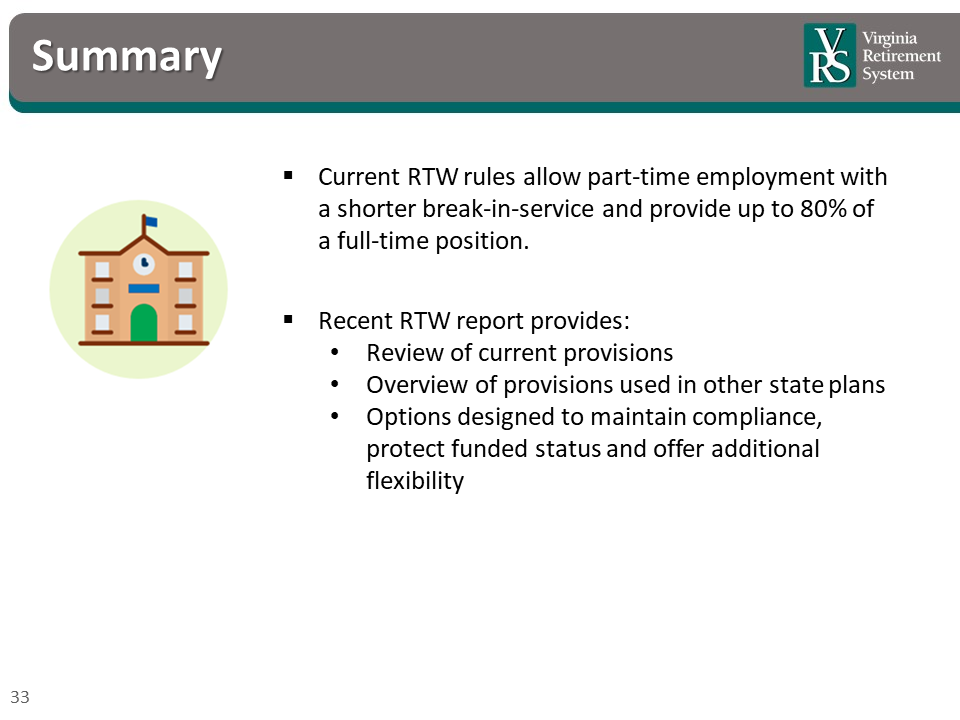 Summary
VRS
Virginia
Retirement
System
▪ Current RTW rules allow part-time employment with
a shorter break-in-service and provide up to 80% of
a full-time position.
▪ Recent RTW report provides:
• Review of current provisions
• Overview of provisions used in other state plans
• Options designed to maintain compliance,
protect funded status and offer additional
flexibility
33